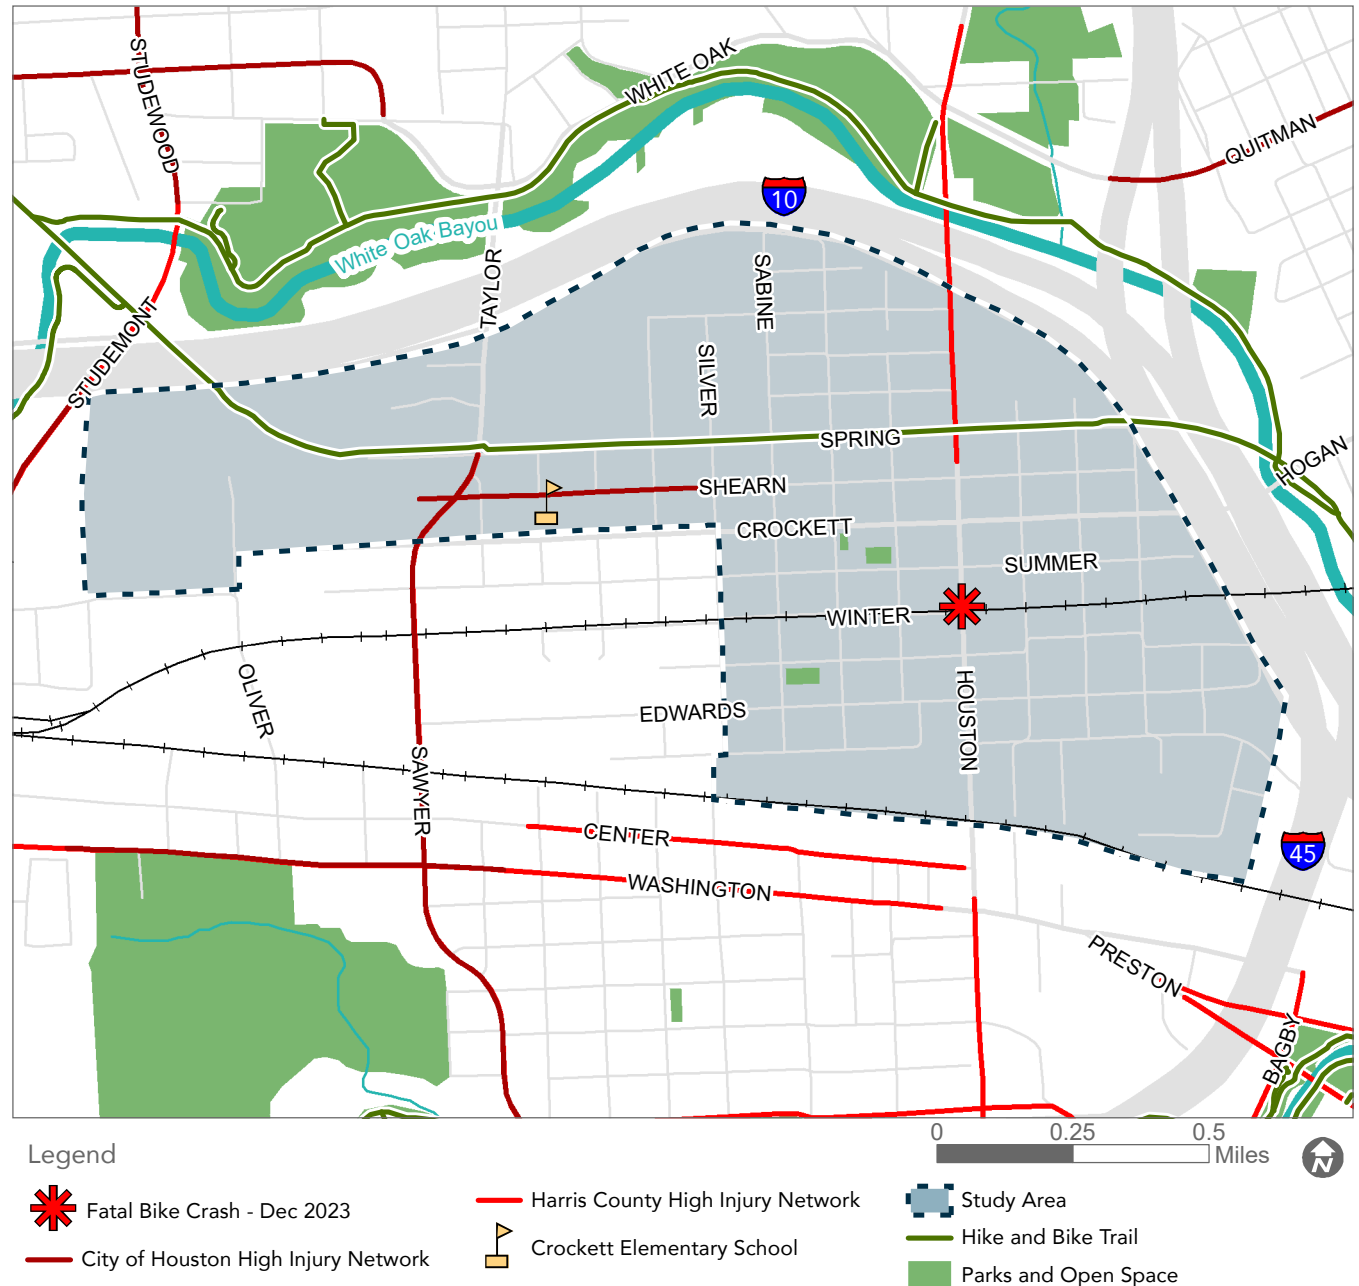 STUDEWOOD
WHITE OAK
QUITMAN
10
White Oak Bayou
TAYLOR
SABINE
STUDEMONT
SILVER
SPRING
HOGAN
SHEARN
CROCKETT
SUMMER
WINTER
OLIVER
HOUSTON
EDWARDS
SAWYER
CENTER
45
WASHINGTON
PRESTON
BAGBY
0 0.25 0.5
Miles
N
Legend
Fatal Bike Crash - Dec 2023
City of Houston High Injury Network
Harris County High Injury Network
Crockett Elementary School
Study Area
Hike and Bike Trail
Parks and Open Space